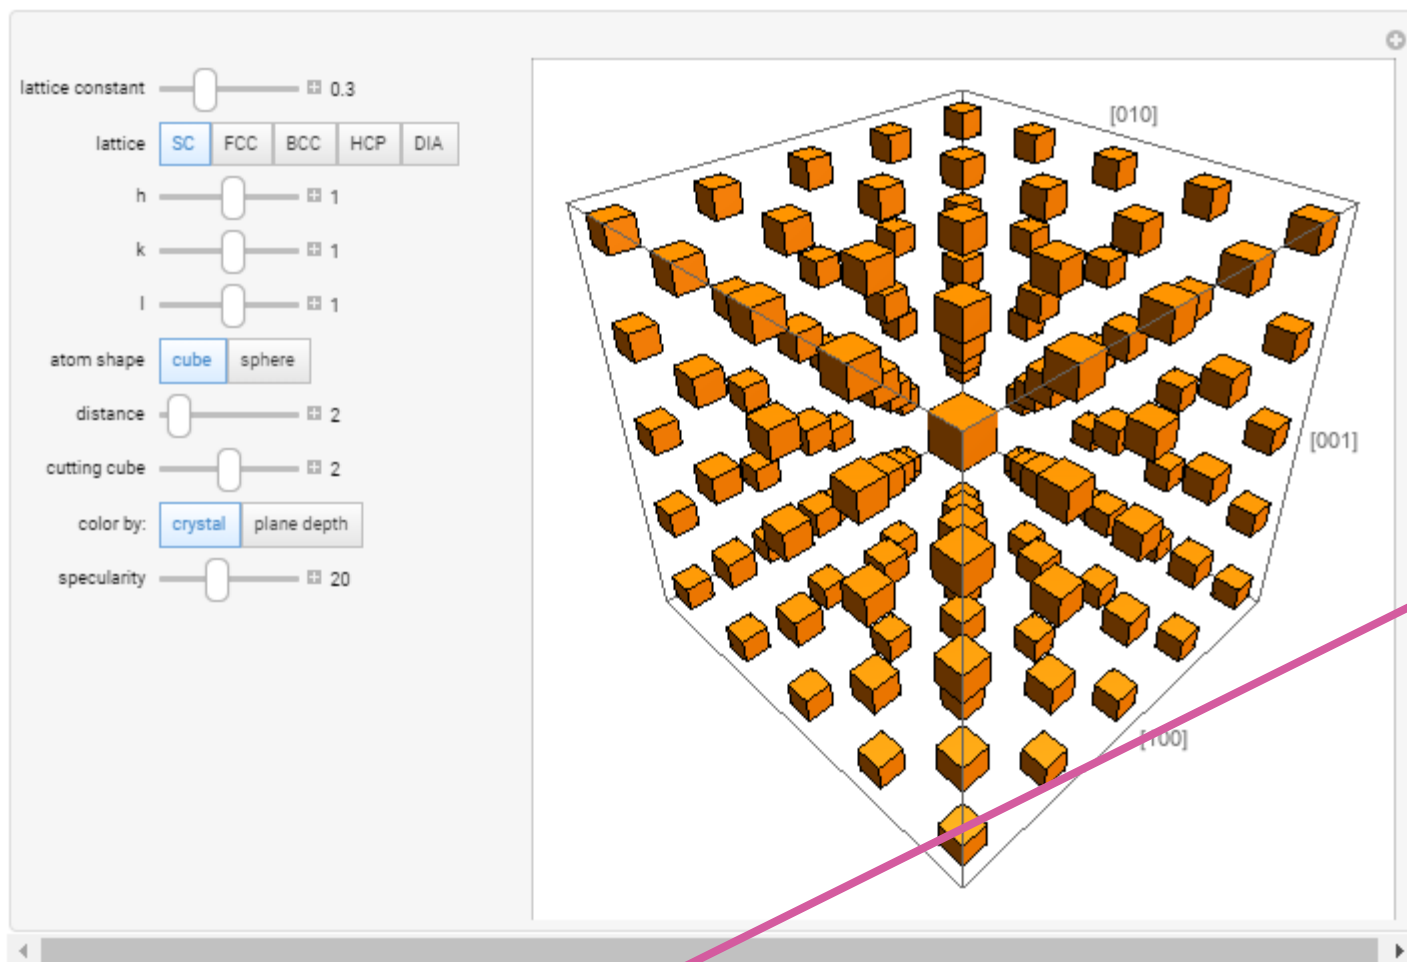 lattice constant 0.3
lattice SC FCC BCC HCP DIA
h 1
k 1
l 1
atom shape cube sphere
distance 2
cutting cube 2
color by: crystal plane depth
specularity 20
[010]
[001]
[100]